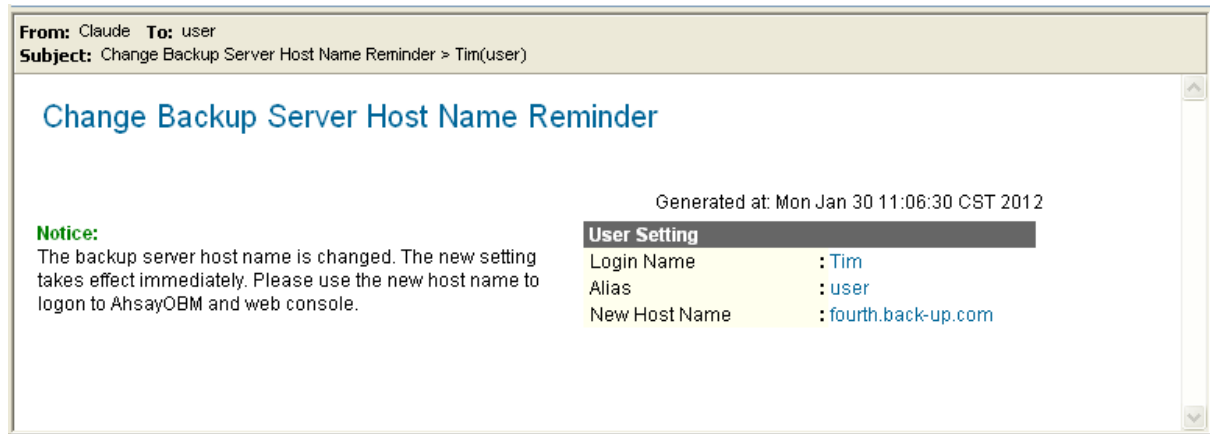 From: Claude To: user
Subject: Change Backup Server Host Name Reminder > Tim(user)
Change Backup Server Host Name Reminder
Generated at: Mon Jan 30 11:06:30 CST 2012
Notice:
The backup server host name is changed. The new setting
takes effect immediately. Please use the new host name to
logon to AhsayOBM and web console.
User Setting
Login Name : Tim
Alias : user
New Host Name : fourth.back-up.com